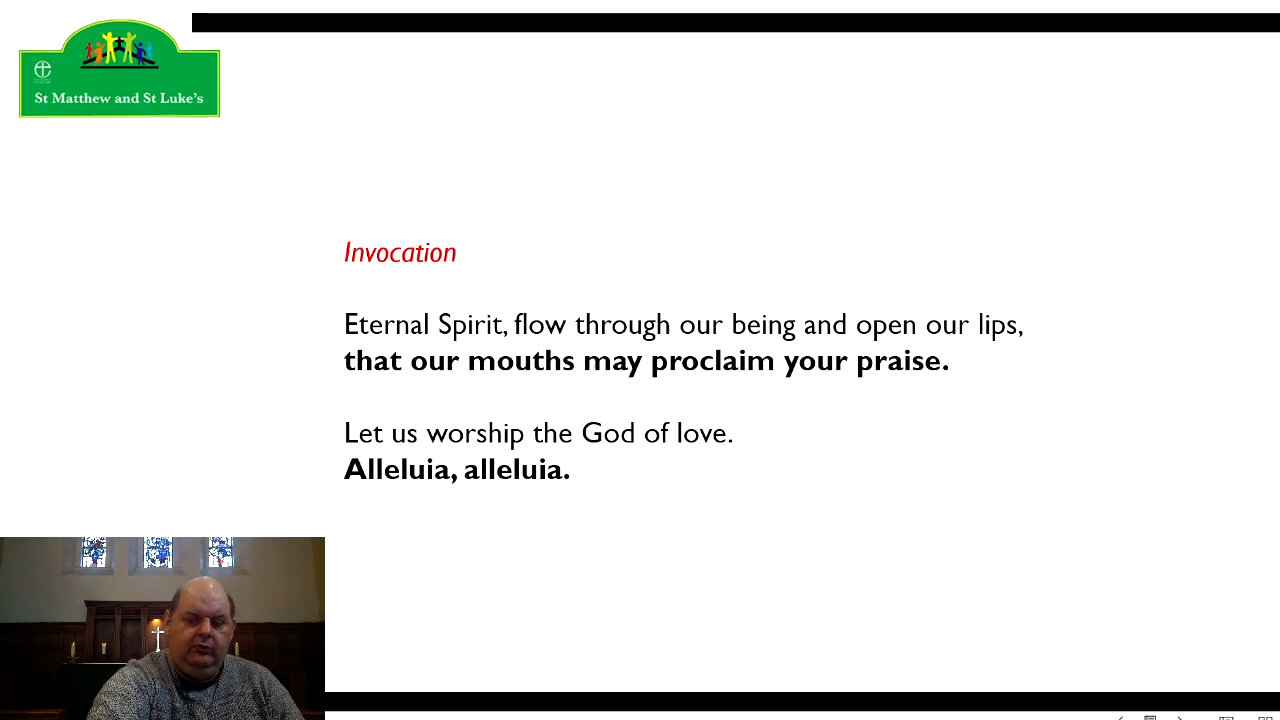 St Matthew and St Luke's
Invocation
Eternal Spirit, flow through our being and open our lips,
that our mouths may proclaim your praise.
Let us worship the God of love.
Alleluia, alleluia.